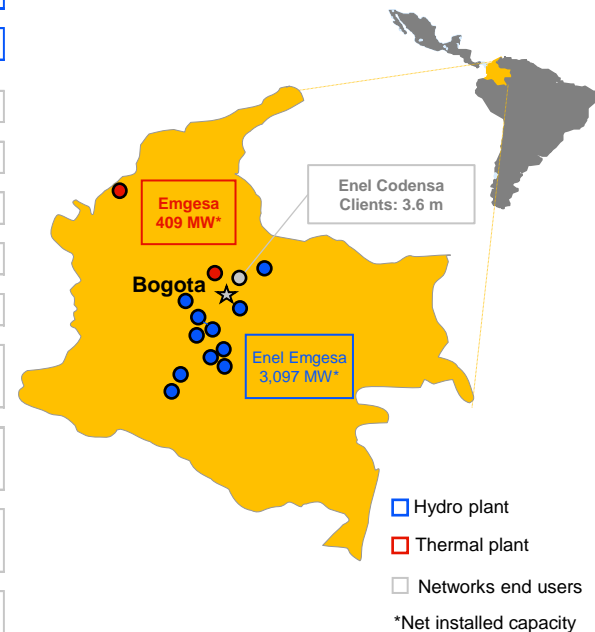 Enel Codensa
Clients: 3.6 m
Emgesa
409 MW*
Bogota
Enel Emgesa
3,097 MW*
Hydro plant
Thermal plant
Networks end users
*Net installed capacity